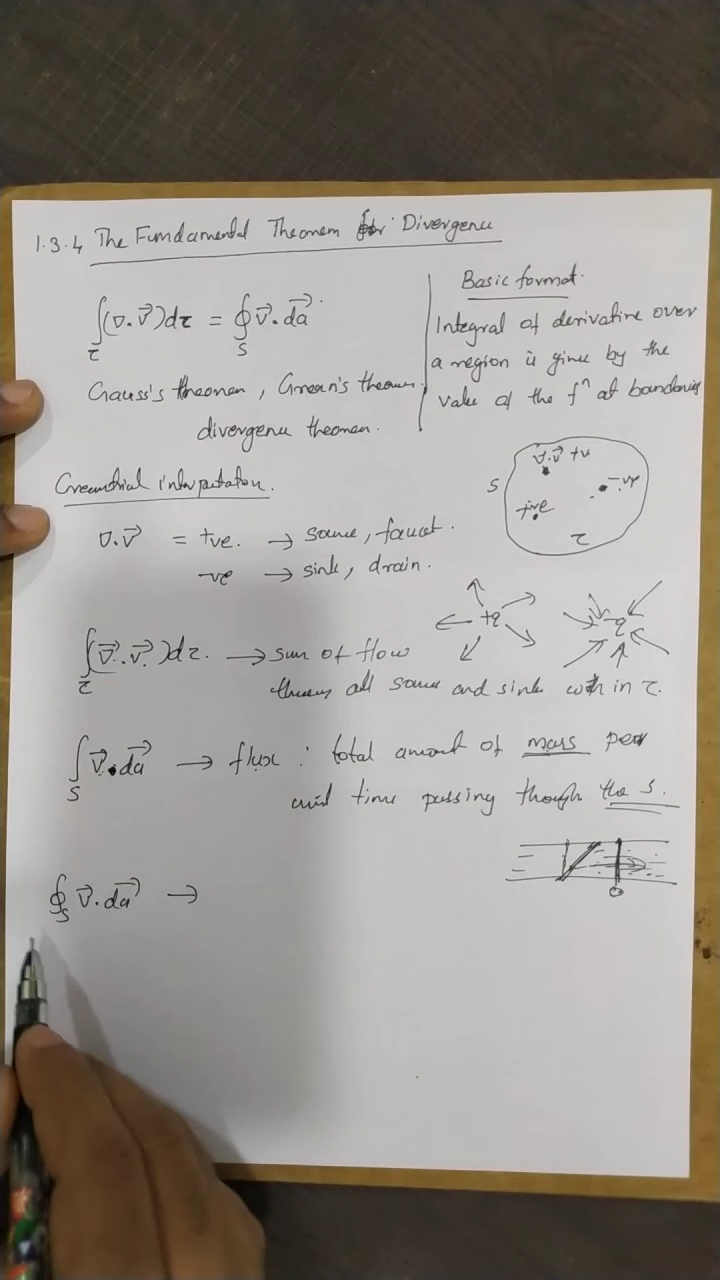 1.3.4 The Fundamental Theorem for Divergence
∫τ(∇.v⃗)dτ = ∮S v⃗.da⃗
Gauss's theorem, Green's theorem,
divergence theorem.
Basic format.
Integral of derivative over
a region is given by the
value of the fⁿ at boundaries
Geometrical interpretation.
∇.v⃗ = +ve. → source, faucet.
-ve → sink, drain.
∇.v⃗ +v
S
-ve
+ve
τ
+q
-q
∫τ(∇⃗.v⃗)dτ. → sum of flow
all source and sink with in τ.
∫S v⃗.da⃗ → flux : total amount of mass per
unit time passing through the S.
∮S v⃗.da⃗ →